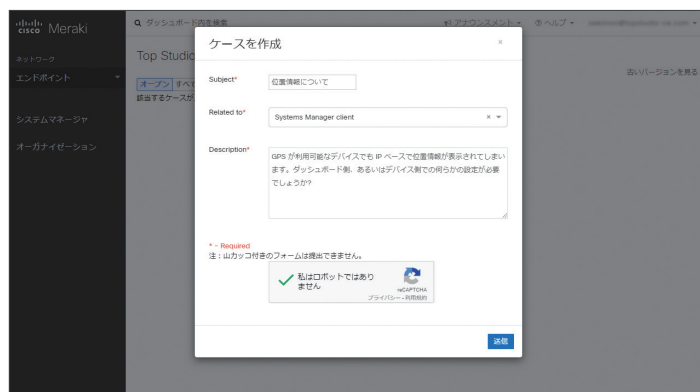 cisco Meraki
ダッシュボード内を検索
アナウンスメント
ヘルプ
ネットワーク
エンドポイント
システムマネージャ
オーガナイゼーション
Top Studio
古いバージョンを見る
オープン すべて
該当するケースが
ケースを作成
×
Subject*
位置情報について
Related to*
Systems Manager client
×
Description*
GPS が利用可能なデバイスでも IP ベースで位置情報が表示されてしまい
ます。ダッシュボード側、あるいはデバイス側での何らかの設定が必要
でしょうか?
* - Required
注：山カッコ付きのフォームは提出できません。
私はロボットではあり
ません
reCAPTCHA
プライバシー - 利用規約
送信